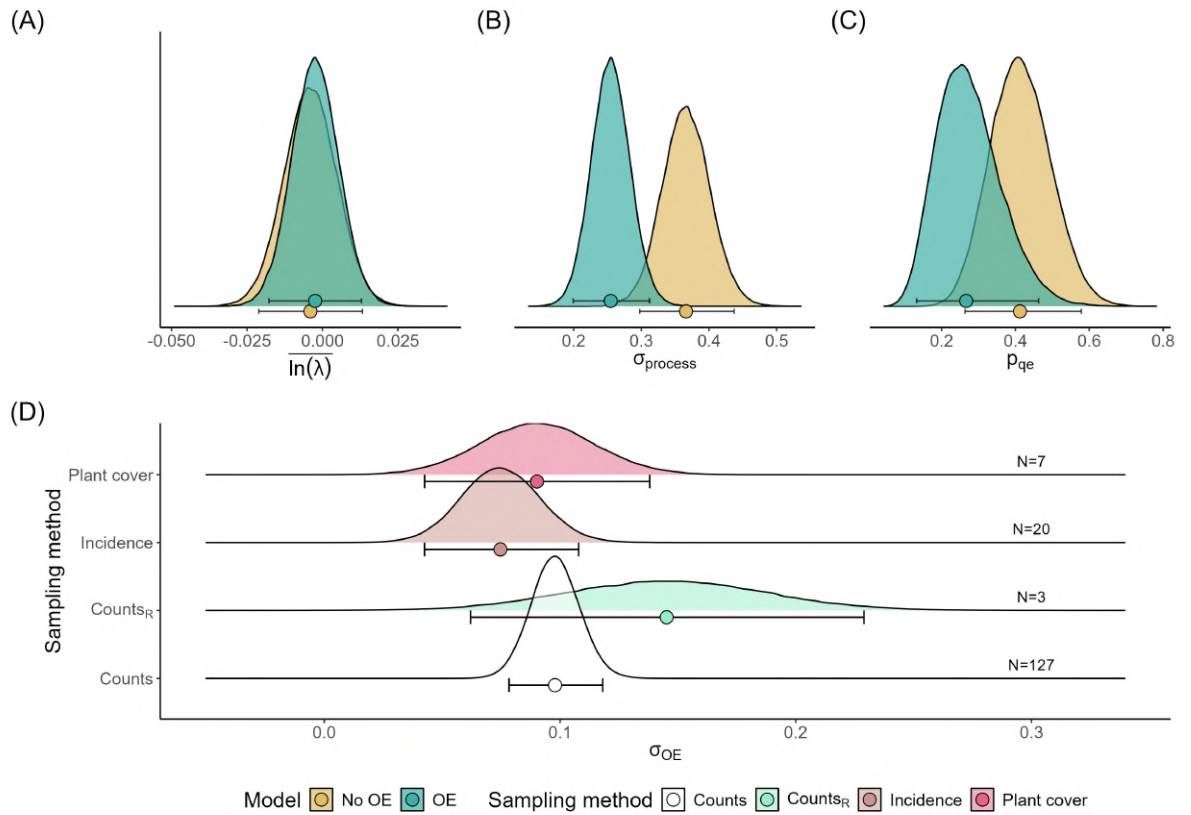 (A)
(B)
(C)
-0.050 -0.025 0.000 0.025
ln(λ)
0.2 0.3 0.4 0.5
σprocess
0.2 0.4 0.6 0.8
pqe
(D)
Sampling method
Plant cover N=7
Incidence N=20
CountsR N=3
Counts N=127
0.0 0.1 0.2 0.3
σOE
Model No OE OE Sampling method Counts CountsR Incidence Plant cover